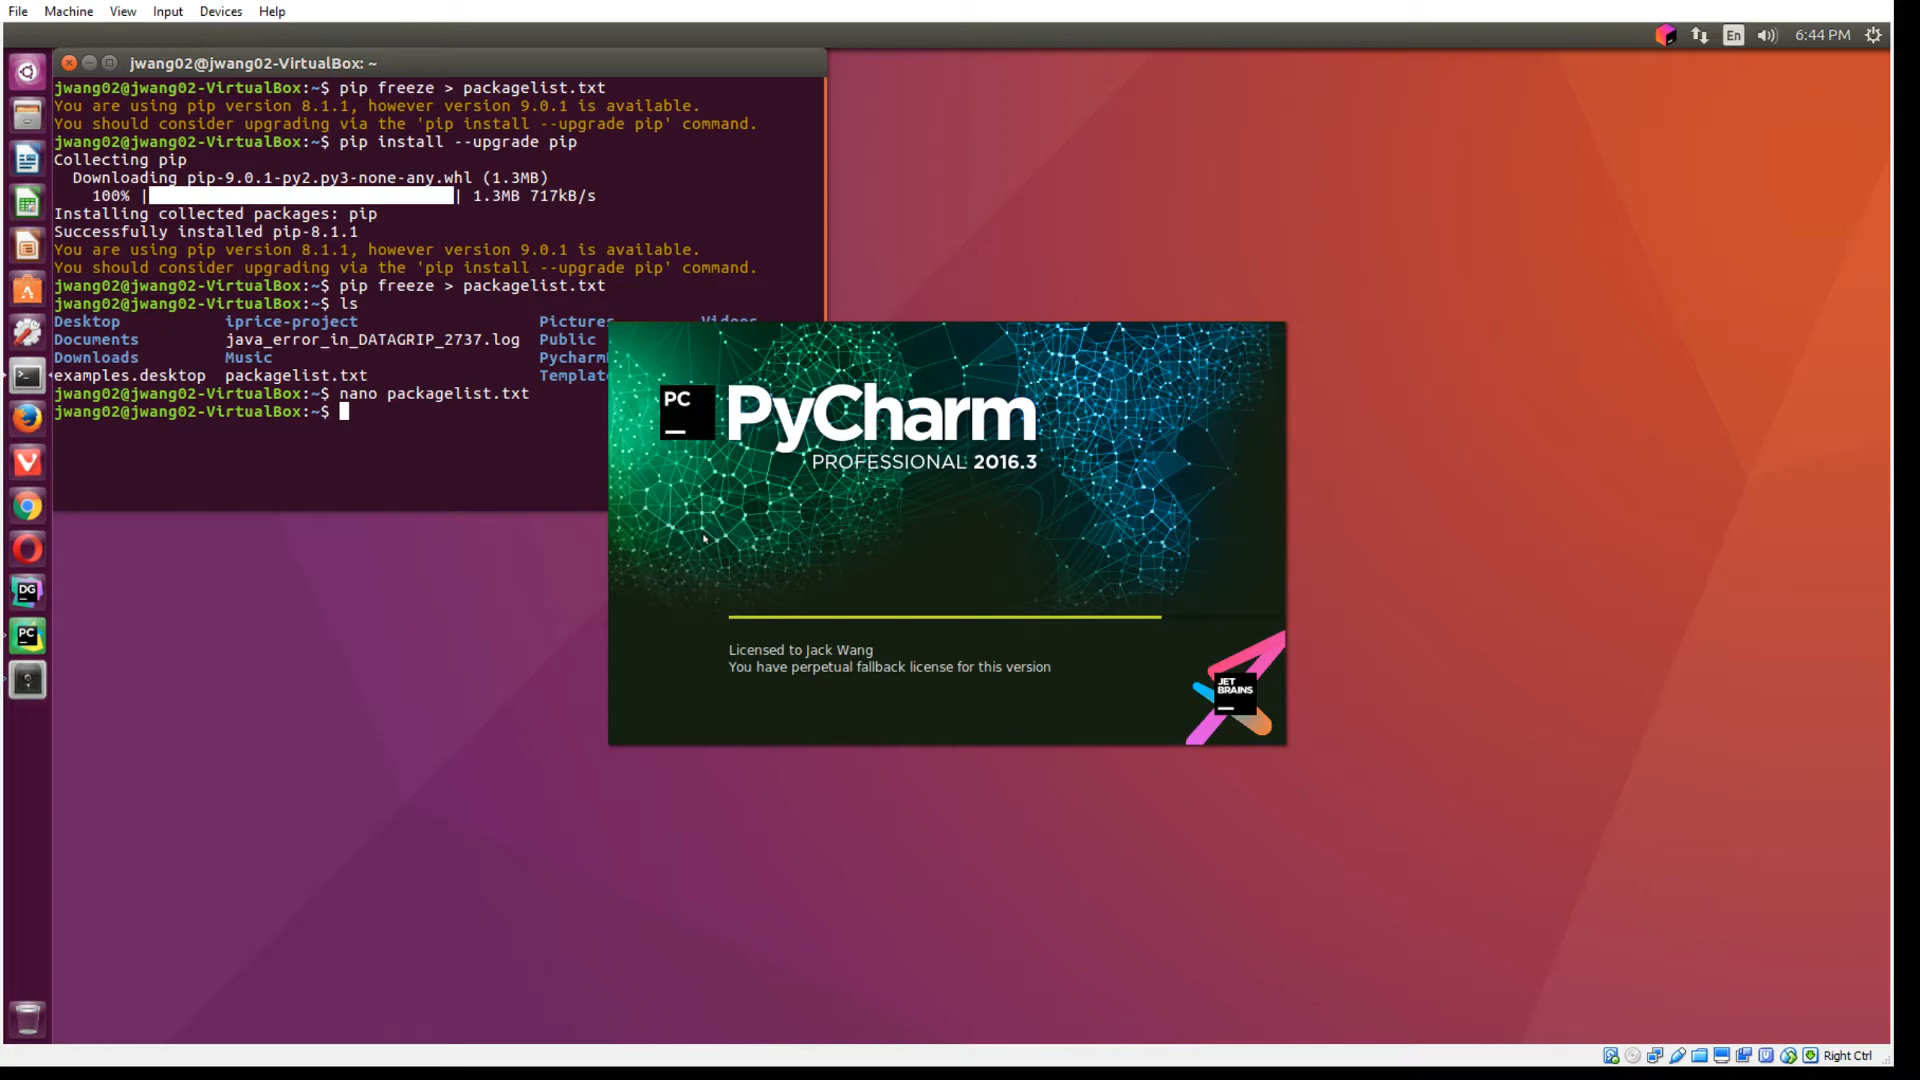 File Machine View Input Devices Help
En 6:44 PM
jwang02@jwang02-VirtualBox: ~
jwang02@jwang02-VirtualBox:~$ pip freeze > packagelist.txt
You are using pip version 8.1.1, however version 9.0.1 is available.
You should consider upgrading via the 'pip install --upgrade pip' command.
jwang02@jwang02-VirtualBox:~$ pip install --upgrade pip
Collecting pip
Downloading pip-9.0.1-py2.py3-none-any.whl (1.3MB)
100% | | 1.3MB 717kB/s
Installing collected packages: pip
Successfully installed pip-8.1.1
You are using pip version 8.1.1, however version 9.0.1 is available.
You should consider upgrading via the 'pip install --upgrade pip' command.
jwang02@jwang02-VirtualBox:~$ pip freeze > packagelist.txt
jwang02@jwang02-VirtualBox:~$ ls
Desktop iprice-project Pictures Videos
Documents java_error_in_DATAGRIP_2737.log Public
Downloads Music Pycharm
examples.desktop packagelist.txt Template
jwang02@jwang02-VirtualBox:~$ nano packagelist.txt
jwang02@jwang02-VirtualBox:~$
PC
PyCharm
PROFESSIONAL 2016.3
Licensed to Jack Wang
You have perpetual fallback license for this version
JET
BRAINS
DG
PC
Right Ctrl